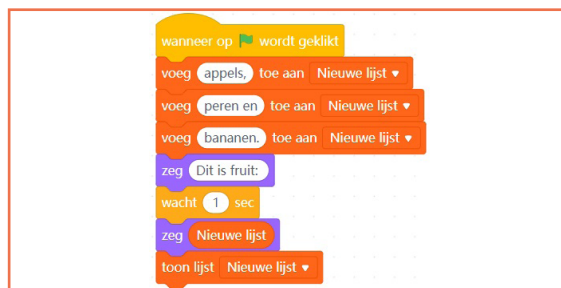 wanneer op wordt geklikt
voeg appels, toe aan Nieuwe lijst
voeg peren en toe aan Nieuwe lijst
voeg bananen. toe aan Nieuwe lijst
zeg Dit is fruit:
wacht 1 sec
zeg Nieuwe lijst
toon lijst Nieuwe lijst